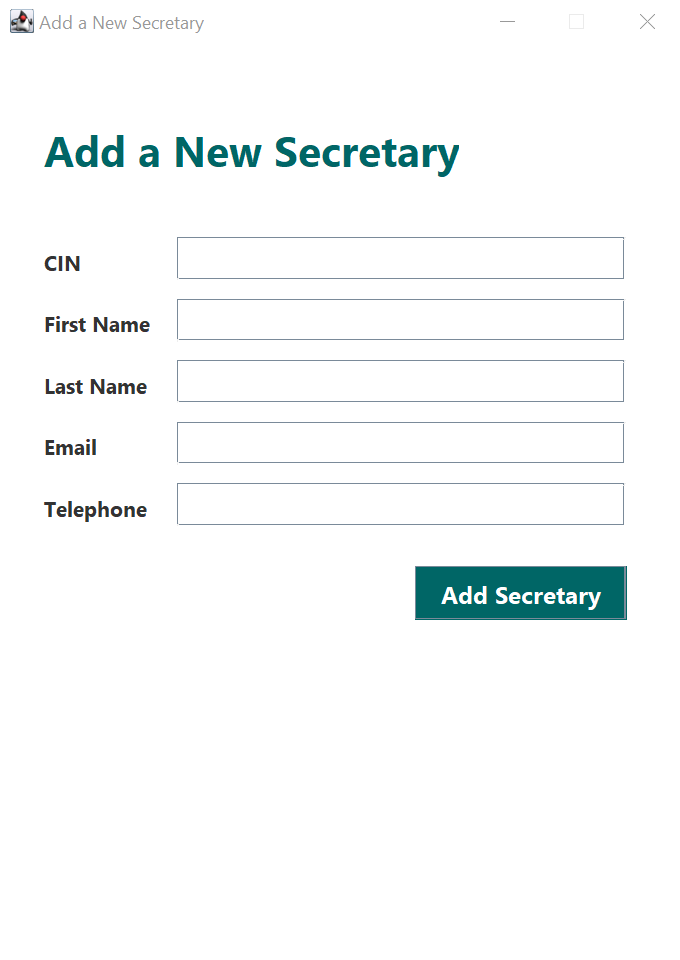 Add a New Secretary
Add a New Secretary
CIN
First Name
Last Name
Email
Telephone
Add Secretary